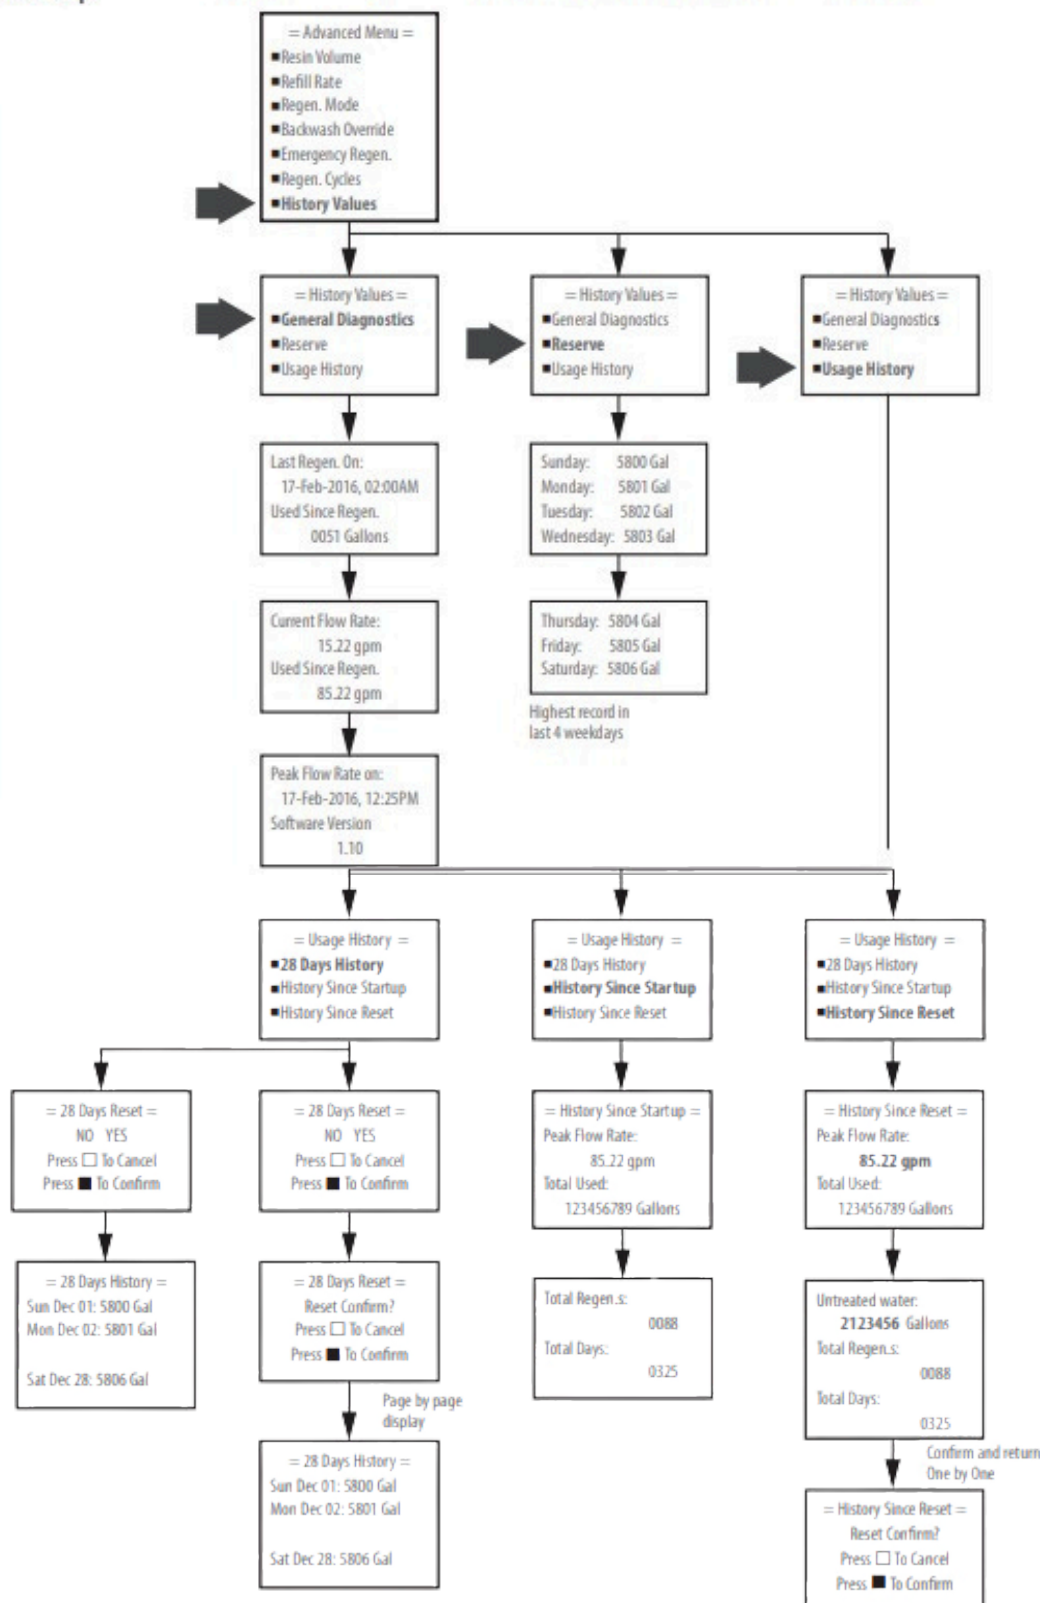 = Advanced Menu =
■Resin Volume
■Refill Rate
■Regen. Mode
■Backwash Override
■Emergency Regen.
■Regen. Cycles
■History Values
= History Values =
■General Diagnostics
■Reserve
■Usage History
= History Values =
■General Diagnostics
■Reserve
■Usage History
= History Values =
■General Diagnostics
■Reserve
■Usage History
Last Regen. On:
17-Feb-2016, 02:00AM
Used Since Regen.
0051 Gallons
Sunday: 5800 Gal
Monday: 5801 Gal
Tuesday: 5802 Gal
Wednesday: 5803 Gal
Current Flow Rate:
15.22 gpm
Used Since Regen.
85.22 gpm
Thursday: 5804 Gal
Friday: 5805 Gal
Saturday: 5806 Gal
Highest record in
last 4 weekdays
Peak Flow Rate on:
17-Feb-2016, 12:25PM
Software Version
1.10
= Usage History =
■28 Days History
■History Since Startup
■History Since Reset
= Usage History =
■28 Days History
■History Since Startup
■History Since Reset
= Usage History =
■28 Days History
■History Since Startup
■History Since Reset
= 28 Days Reset =
NO YES
Press □ To Cancel
Press ■ To Confirm
= 28 Days Reset =
NO YES
Press □ To Cancel
Press ■ To Confirm
= History Since Startup =
Peak Flow Rate:
85.22 gpm
Total Used:
123456789 Gallons
= History Since Reset =
Peak Flow Rate:
85.22 gpm
Total Used:
123456789 Gallons
= 28 Days History =
Sun Dec 01: 5800 Gal
Mon Dec 02: 5801 Gal
Sat Dec 28: 5806 Gal
= 28 Days Reset =
Reset Confirm?
Press □ To Cancel
Press ■ To Confirm
Total Regen.s:
0088
Total Days:
0325
Untreated water:
2123456 Gallons
Total Regen.s:
0088
Total Days:
0325
Page by page
display
Confirm and return
One by One
= 28 Days History =
Sun Dec 01: 5800 Gal
Mon Dec 02: 5801 Gal
Sat Dec 28: 5806 Gal
= History Since Reset =
Reset Confirm?
Press □ To Cancel
Press ■ To Confirm